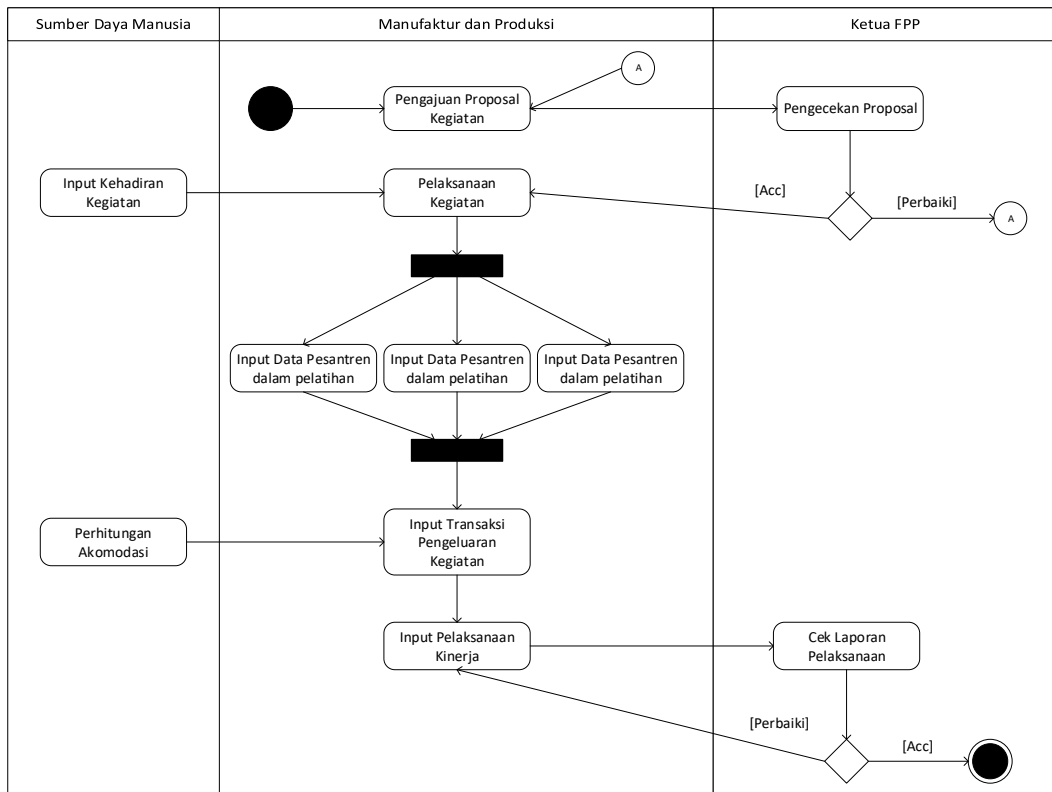 Sumber Daya Manusia
Manufaktur dan Produksi
Ketua FPP
A
Pengajuan Proposal
Kegiatan
Pengecekan Proposal
Input Kehadiran
Kegiatan
Pelaksanaan
Kegiatan
[Acc]
[Perbaiki]
A
Input Data Pesantren
dalam pelatihan
Input Data Pesantren
dalam pelatihan
Input Data Pesantren
dalam pelatihan
Perhitungan
Akomodasi
Input Transaksi
Pengeluaran
Kegiatan
Input Pelaksanaan
Kinerja
Cek Laporan
Pelaksanaan
[Perbaiki]
[Acc]